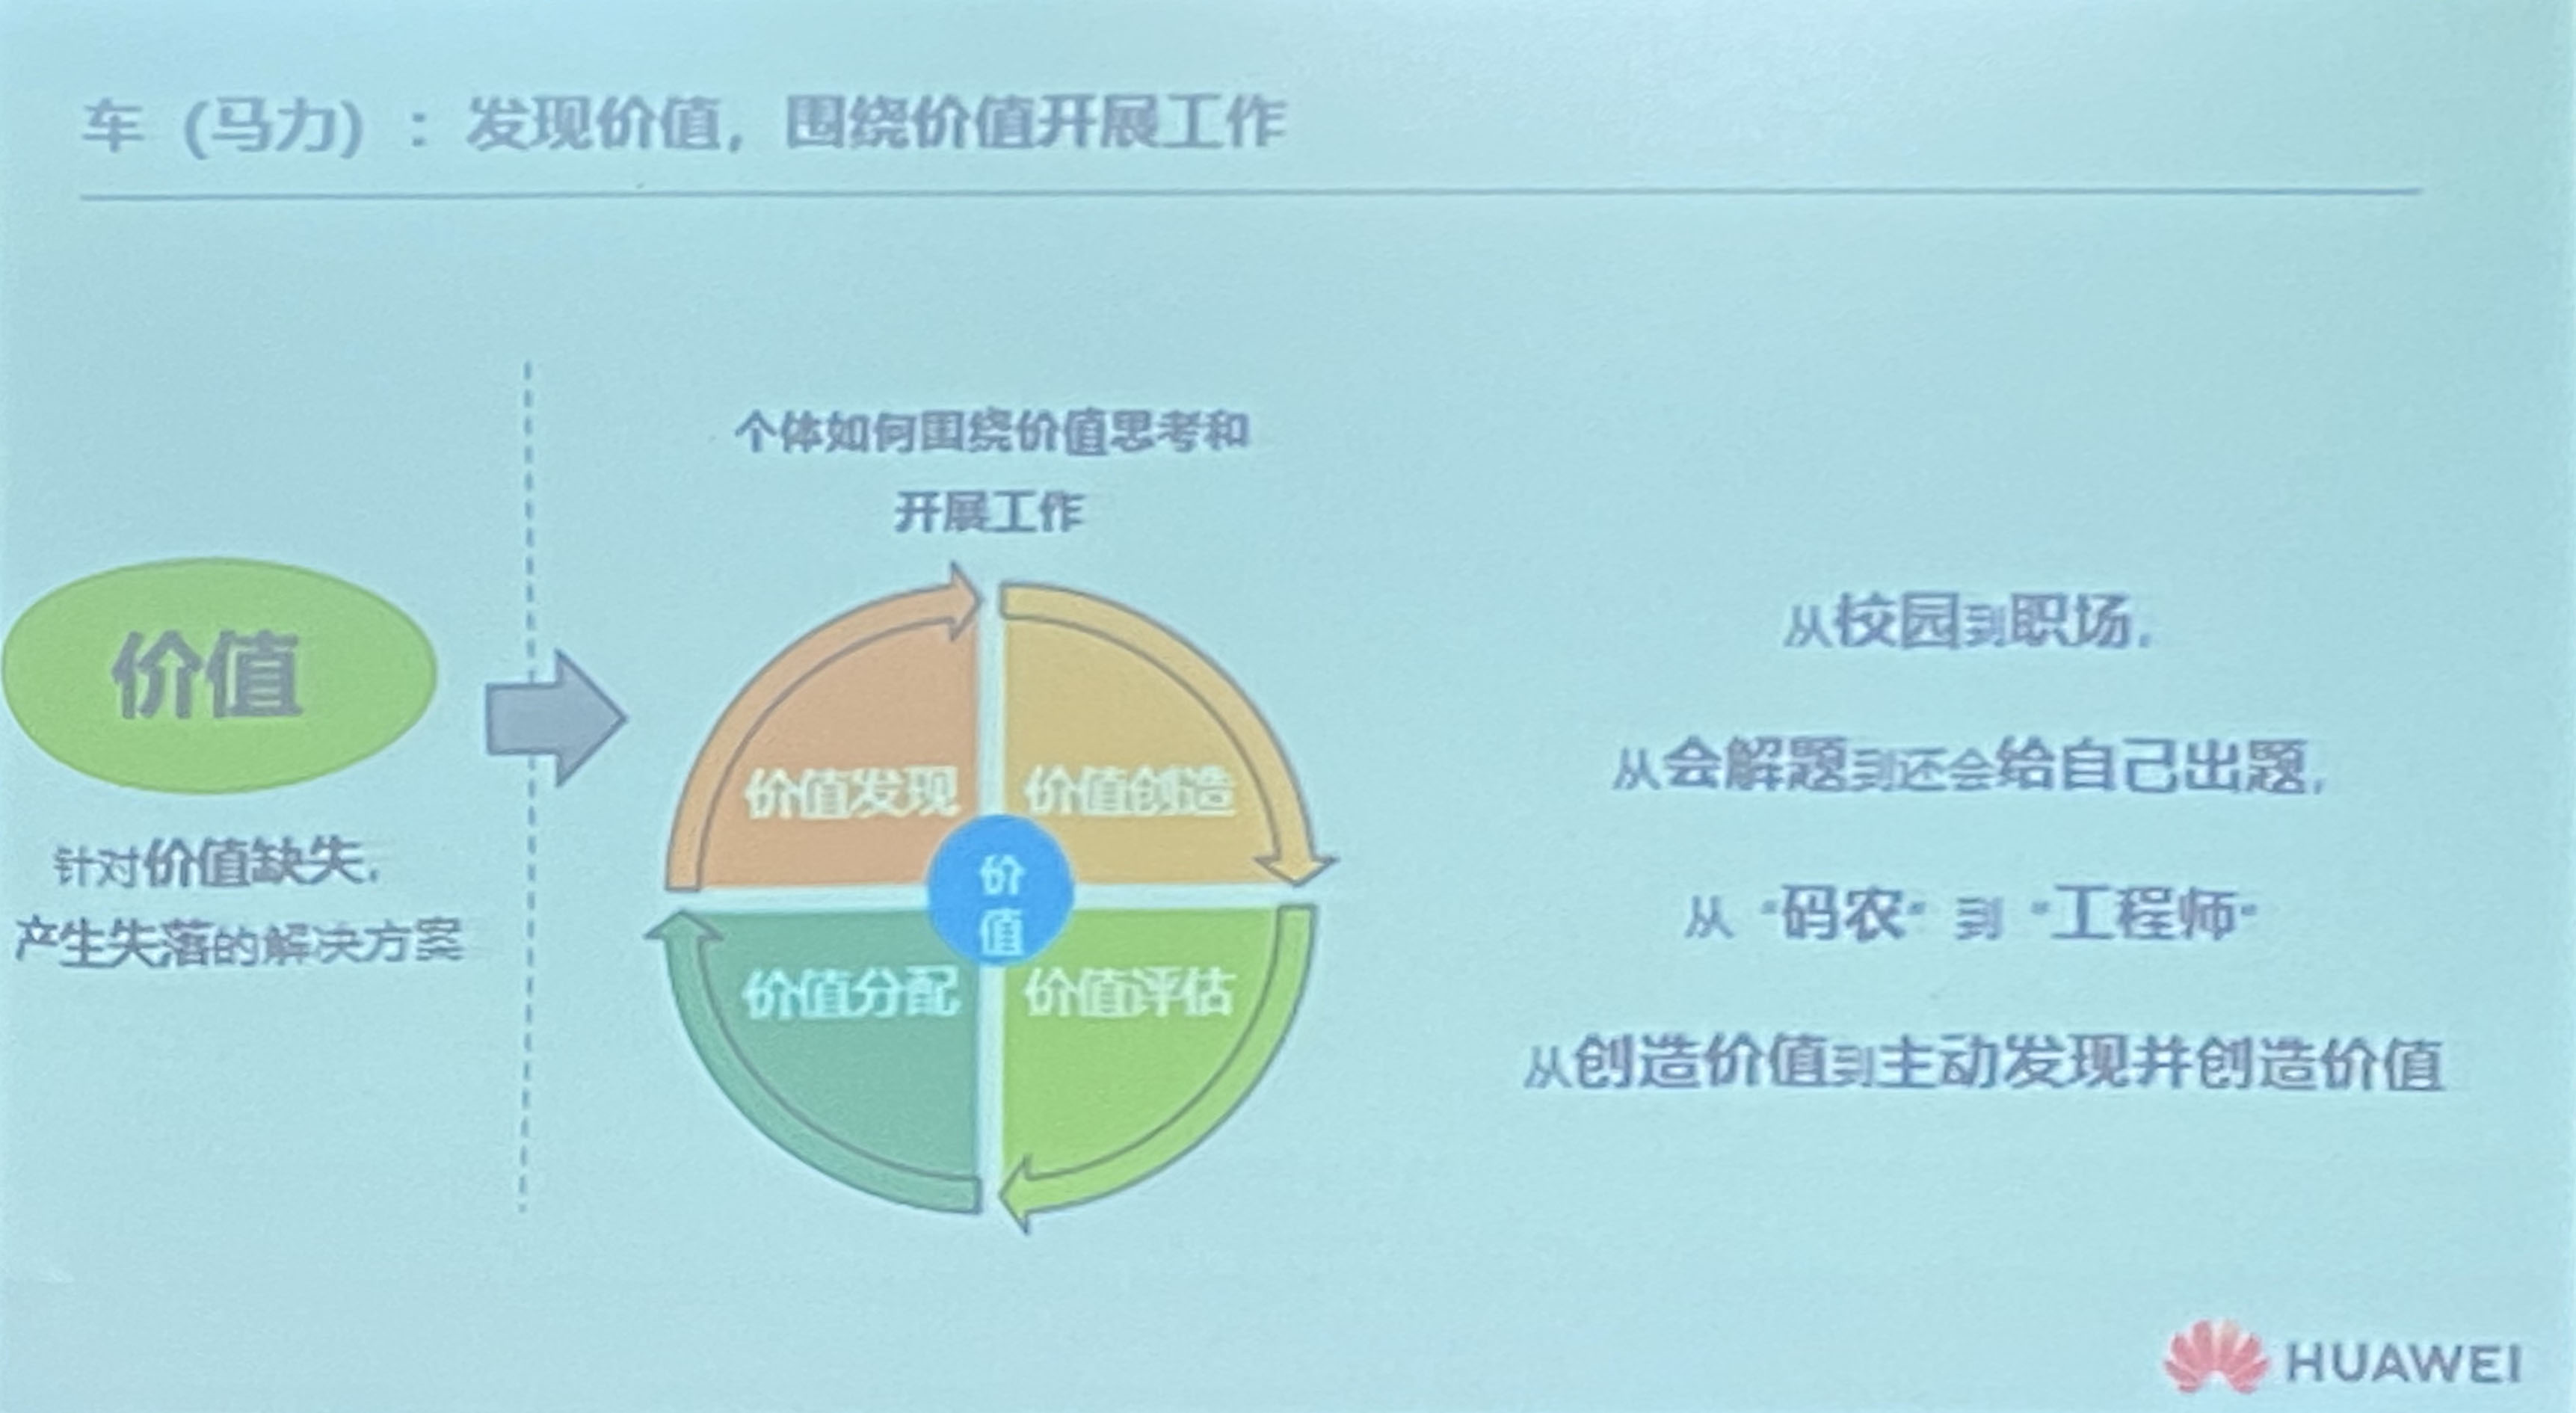 车 (马力) ：发现价值，围绕价值开展工作
价值
针对价值缺失，
产生失落的解决方案
个体如何围绕价值思考和
开展工作
价值发现
价值创造
价值
价值分配
价值评估
从校园到职场，
从会解题到还会给自己出题，
从 “码农” 到 “工程师”
从创造价值到主动发现并创造价值
HUAWEI